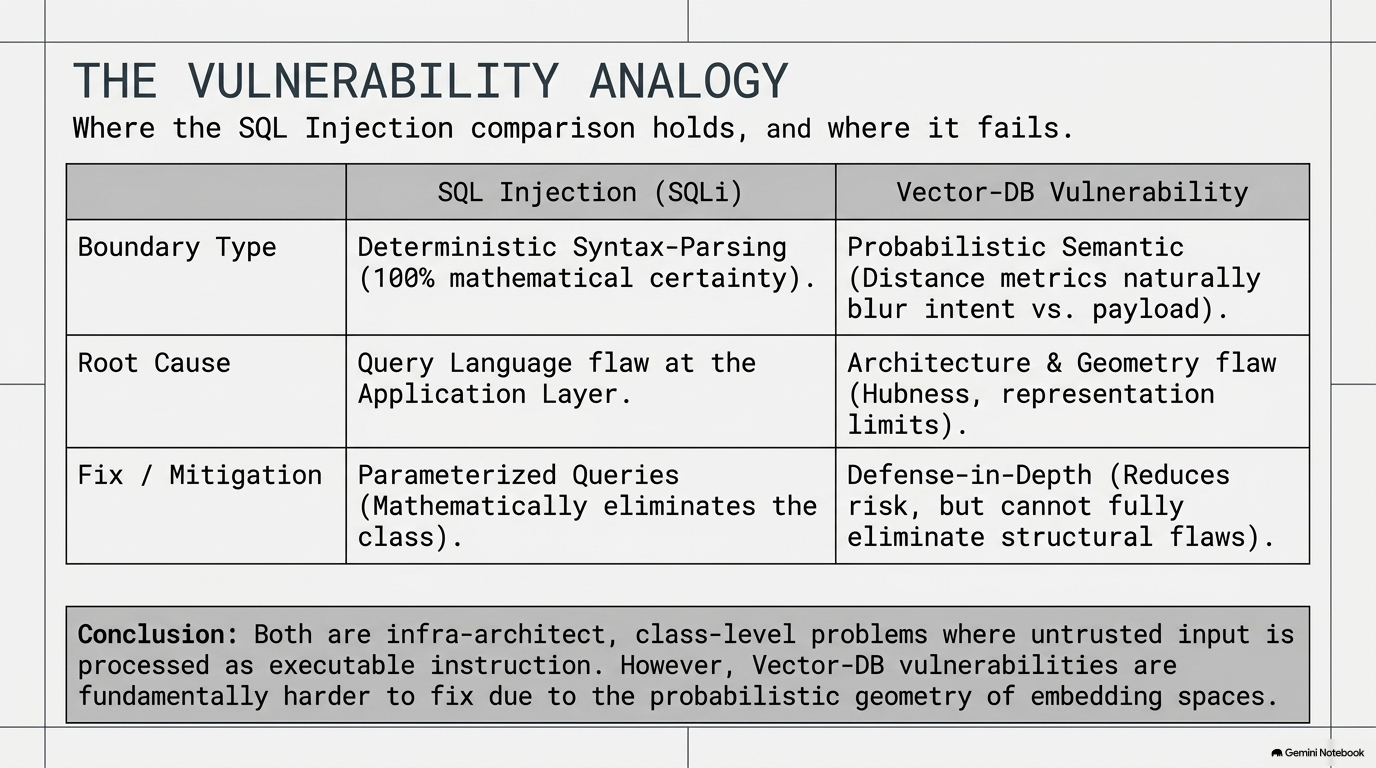 THE VULNERABILITY ANALOGY
Where the SQL Injection comparison holds, and where it fails.
SQL Injection (SQLi)
Vector-DB Vulnerability
Boundary Type
Deterministic Syntax-Parsing
(100% mathematical certainty).
Probabilistic Semantic
(Distance metrics naturally
blur intent vs. payload).
Root Cause
Query Language flaw at the
Application Layer.
Architecture & Geometry flaw
(Hubness, representation
limits).
Fix / Mitigation
Parameterized Queries
(Mathematically eliminates the
class).
Defense-in-Depth (Reduces
risk, but cannot fully
eliminate structural flaws).
Conclusion: Both are infra-architect, class-level problems where untrusted input is
processed as executable instruction. However, Vector-DB vulnerabilities are
fundamentally harder to fix due to the probabilistic geometry of embedding spaces.
Gemini Notebook